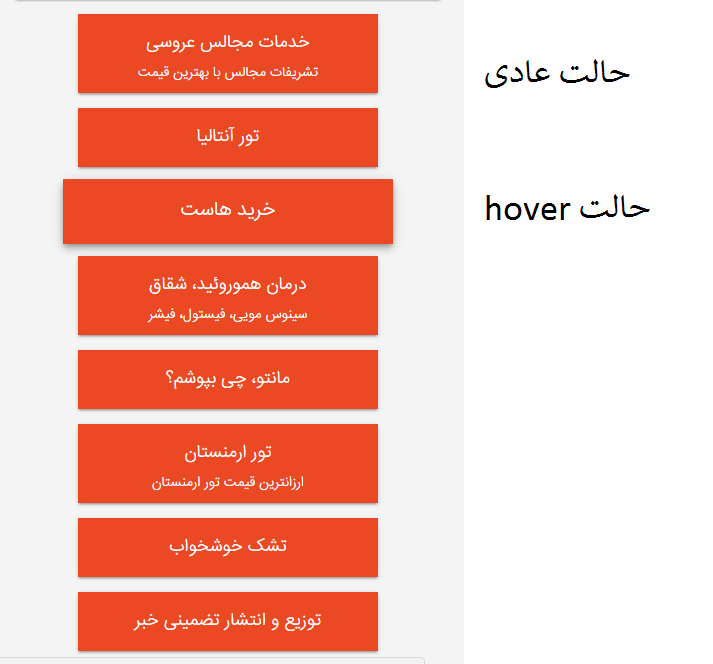 خدمات مجالس عروسی
تشریفات مجالس با بهترین قیمت
حالت عادی
تور آنتالیا
خرید هاست
حالت hover
درمان هموروئید، شقاق
سینوس مویی، فیستول، فیشر
مانتو، چی بپوشم؟
تور ارمنستان
ارزانترین قیمت تور ارمنستان
تشک خوشخواب
توزیع و انتشار تضمینی خبر